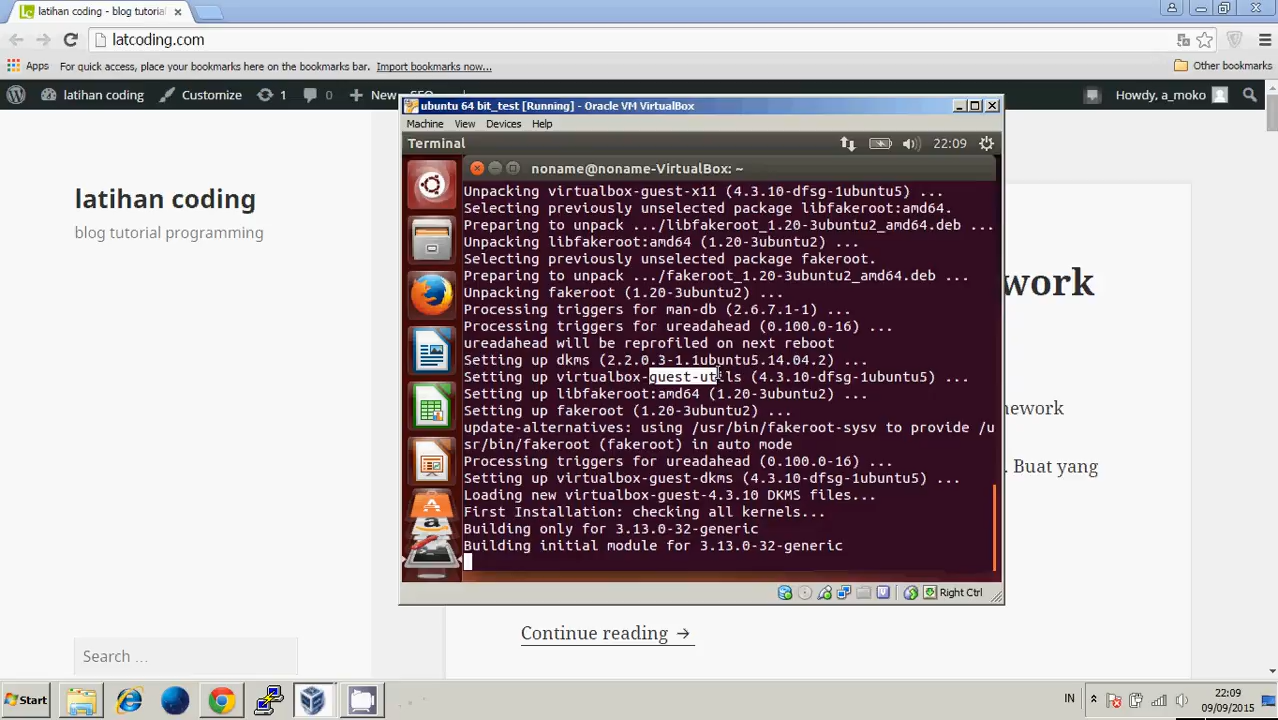 latihan coding - blog tutorial
latcoding.com
Apps
For quick access, place your bookmarks here on the bookmarks bar. Import bookmarks now...
Other bookmarks
latihan coding
Customize
1
0
New
SEO
Howdy, a_moko
latihan coding
blog tutorial programming
work
nework
. Buat yang
Continue reading →
Search …
ubuntu 64 bit_test [Running] - Oracle VM VirtualBox
Machine View Devices Help
Terminal
22:09
noname@noname-VirtualBox: ~
Unpacking virtualbox-guest-x11 (4.3.10-dfsg-1ubuntu5) ...
Selecting previously unselected package libfakeroot:amd64.
Preparing to unpack .../libfakeroot_1.20-3ubuntu2_amd64.deb ...
Unpacking libfakeroot:amd64 (1.20-3ubuntu2) ...
Selecting previously unselected package fakeroot.
Preparing to unpack .../fakeroot_1.20-3ubuntu2_amd64.deb ...
Unpacking fakeroot (1.20-3ubuntu2) ...
Processing triggers for man-db (2.6.7.1-1) ...
Processing triggers for ureadahead (0.100.0-16) ...
ureadahead will be reprofiled on next reboot
Setting up dkms (2.2.0.3-1.1ubuntu5.14.04.2) ...
Setting up virtualbox-guest-utils (4.3.10-dfsg-1ubuntu5) ...
Setting up libfakeroot:amd64 (1.20-3ubuntu2) ...
Setting up fakeroot (1.20-3ubuntu2) ...
update-alternatives: using /usr/bin/fakeroot-sysv to provide /u
sr/bin/fakeroot (fakeroot) in auto mode
Processing triggers for ureadahead (0.100.0-16) ...
Setting up virtualbox-guest-dkms (4.3.10-dfsg-1ubuntu5) ...
Loading new virtualbox-guest-4.3.10 DKMS files...
First Installation: checking all kernels...
Building only for 3.13.0-32-generic
Building initial module for 3.13.0-32-generic
Right Ctrl
Start
IN
22:09
09/09/2015